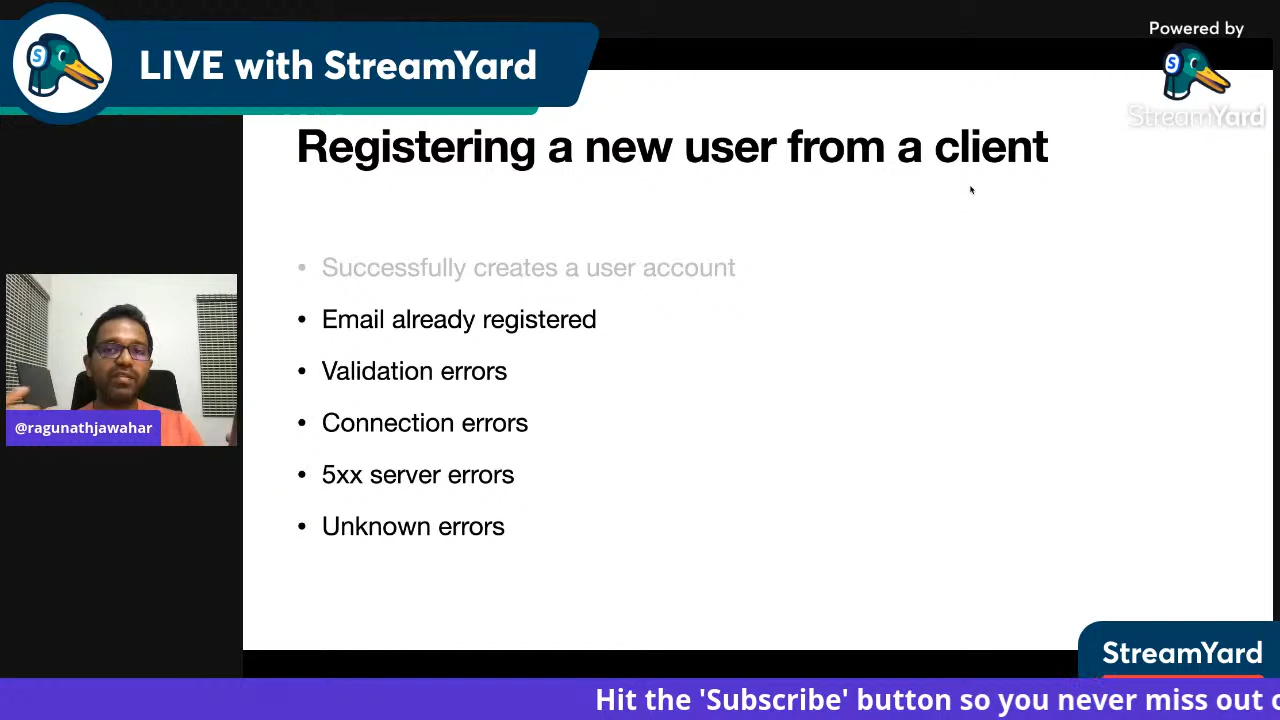 LIVE with StreamYard
Powered by
StreamYard
Registering a new user from a client
• Successfully creates a user account
• Email already registered
• Validation errors
• Connection errors
• 5xx server errors
• Unknown errors
@ragunathjawahar
StreamYard
Hit the 'Subscribe' button so you never miss out